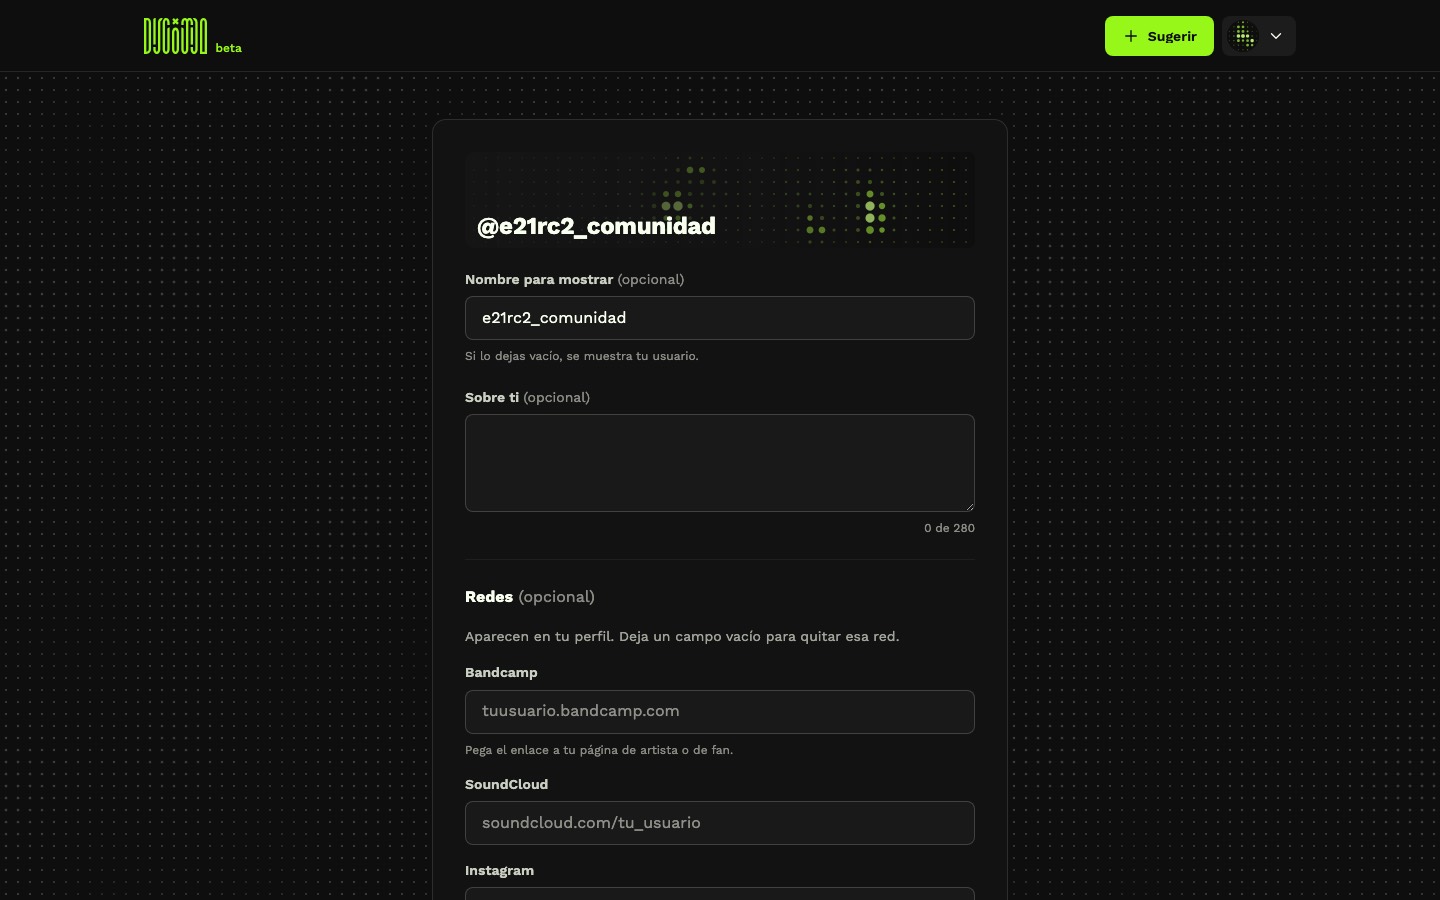 beta
Sugerir
@e21rc2_comunidad
Nombre para mostrar (opcional)
e21rc2_comunidad
Si lo dejas vacío, se muestra tu usuario.
Sobre ti (opcional)
0 de 280
Redes (opcional)
Aparecen en tu perfil. Deja un campo vacío para quitar esa red.
Bandcamp
tuusuario.bandcamp.com
Pega el enlace a tu página de artista o de fan.
SoundCloud
soundcloud.com/tu_usuario
Instagram